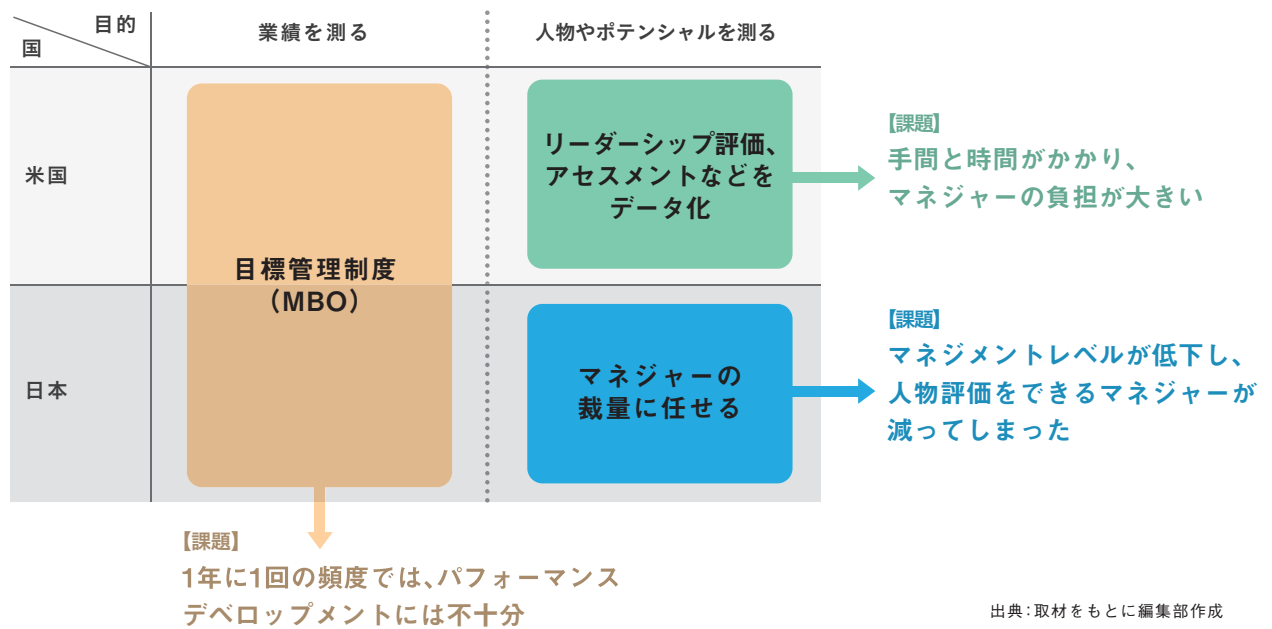 目的
国
業績を測る
人物やポテンシャルを測る
米国
目標管理制度
（MBO）
リーダーシップ評価、
アセスメントなどを
データ化
【課題】
手間と時間がかかり、
マネジャーの負担が大きい
日本
マネジャーの
裁量に任せる
【課題】
マネジメントレベルが低下し、
人物評価をできるマネジャーが
減ってしまった
【課題】
1年に1回の頻度では、パフォーマンス
デベロップメントには不十分
出典：取材をもとに編集部作成